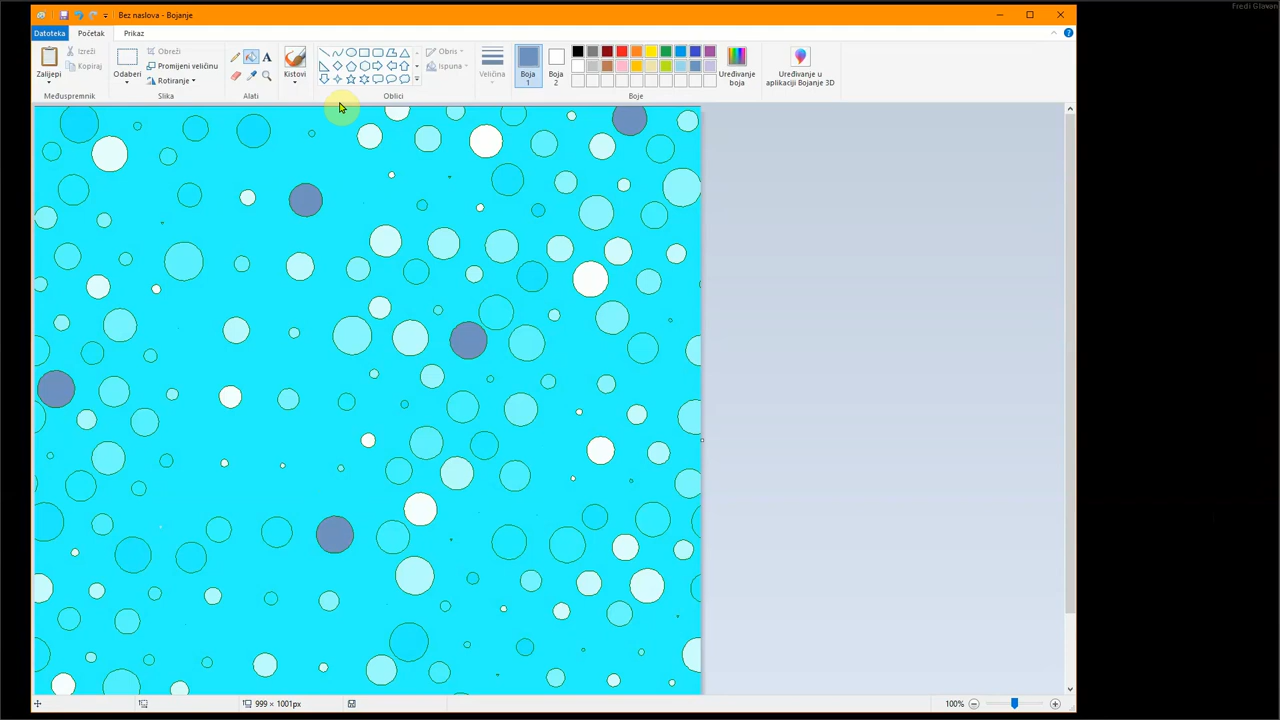 Fredi Glavan
Bez naslova - Bojanje
Datoteka Početak Prikaz
Zalijepi
Izreži
Kopiraj
Međuspremnik
Odaberi
Obreži
Promijeni veličinu
Rotiranje
Slika
A
Alati
Kistovi
Obris
Ispuna
Oblici
Veličina
Boja
1
Boja
2
Uređivanje
boja
Boje
Uređivanje u
aplikaciji Bojanje 3D
999 × 1001px
100%